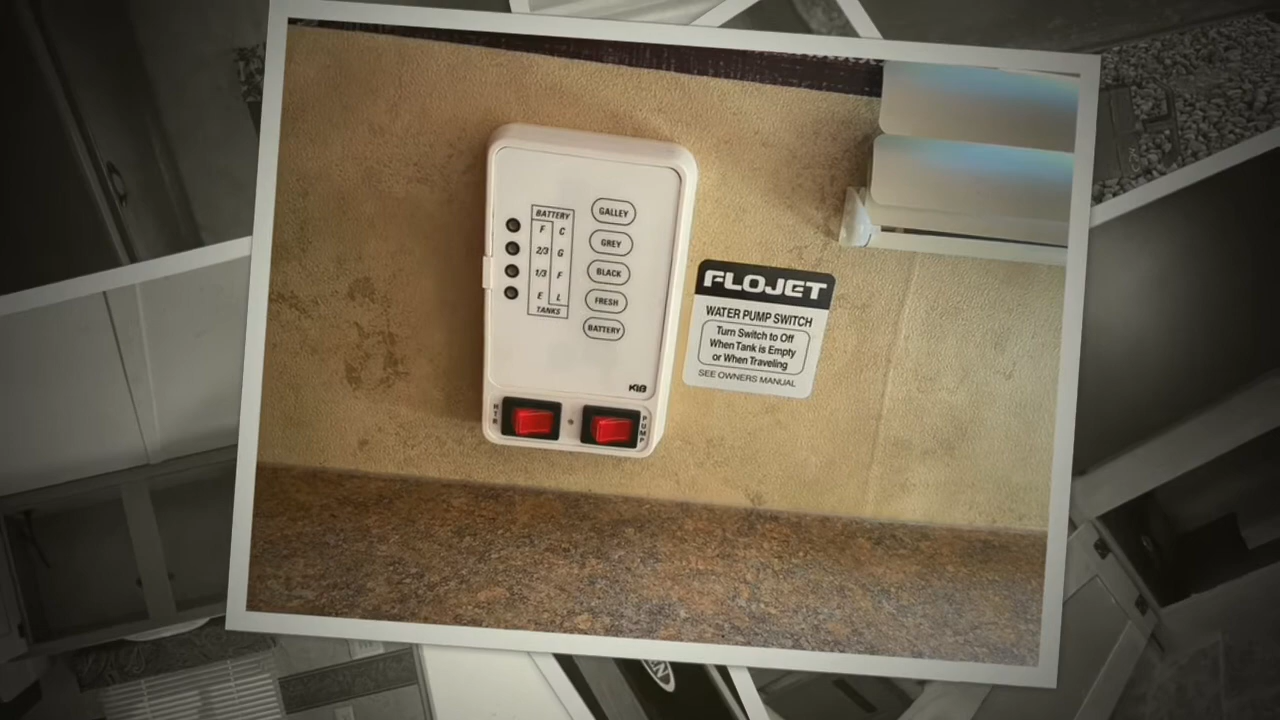 BATTERY
F C
2/3 G
1/3 F
E L
TANKS
GALLEY
GREY
BLACK
FRESH
BATTERY
KIB
HTR
PUMP
FLOJET
WATER PUMP SWITCH
Turn Switch to Off
When Tank is Empty
or When Traveling
SEE OWNERS MANUAL